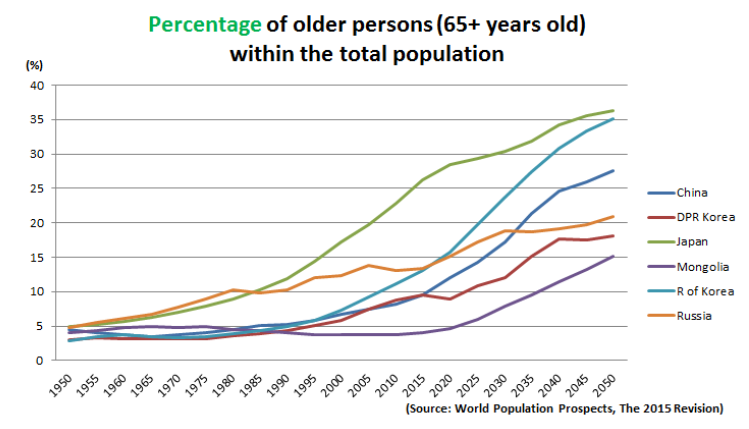 Percentage of older persons (65+ years old)
within the total population
(%)
40
35
30
25
20
15
10
5
0
China
DPR Korea
Japan
Mongolia
R of Korea
Russia
1950 1955 1960 1965 1970 1975 1980 1985 1990 1995 2000 2005 2010 2015 2020 2025 2030 2035 2040 2045 2050
(Source: World Population Prospects, The 2015 Revision)